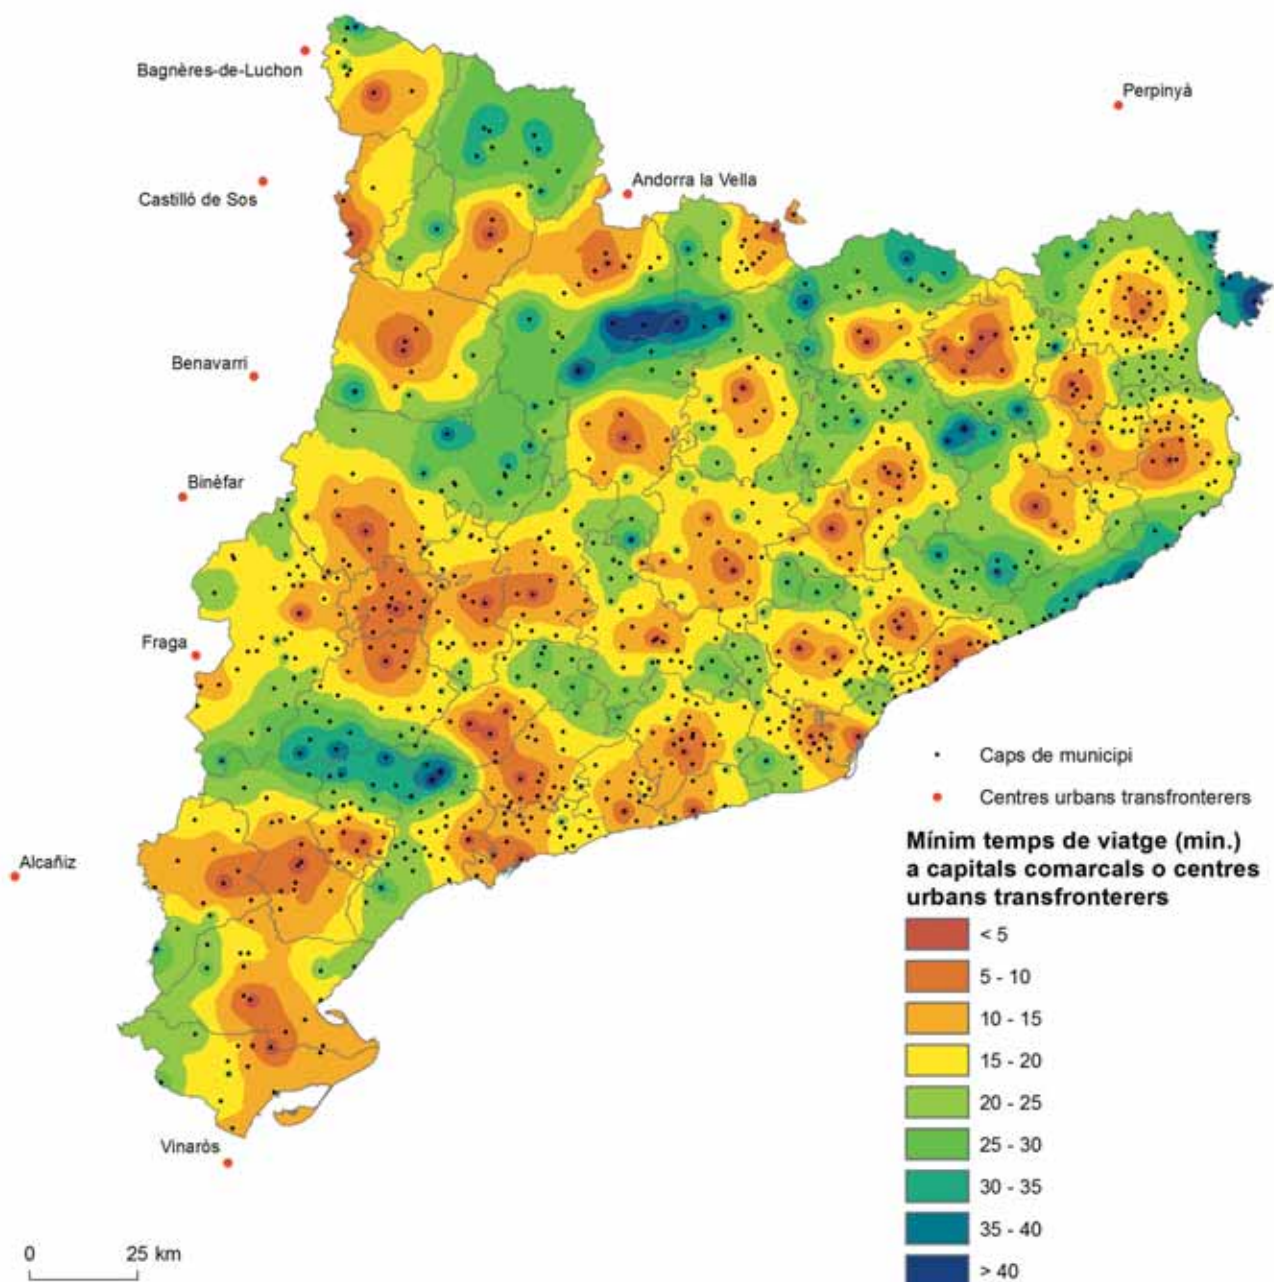 Bagnères-de-Luchon
Perpinyà
Andorra la Vella
Castilló de Sos
Benavarri
Binèfar
Fraga
Caps de municipi
Centres urbans transfronterers
Mínim temps de viatge (min.)
a capitals comarcals o centres
urbans transfronterers
Alcañiz
< 5
5 - 10
10 - 15
15 - 20
20 - 25
25 - 30
Vinaròs
30 - 35
35 - 40
0 25 km
> 40